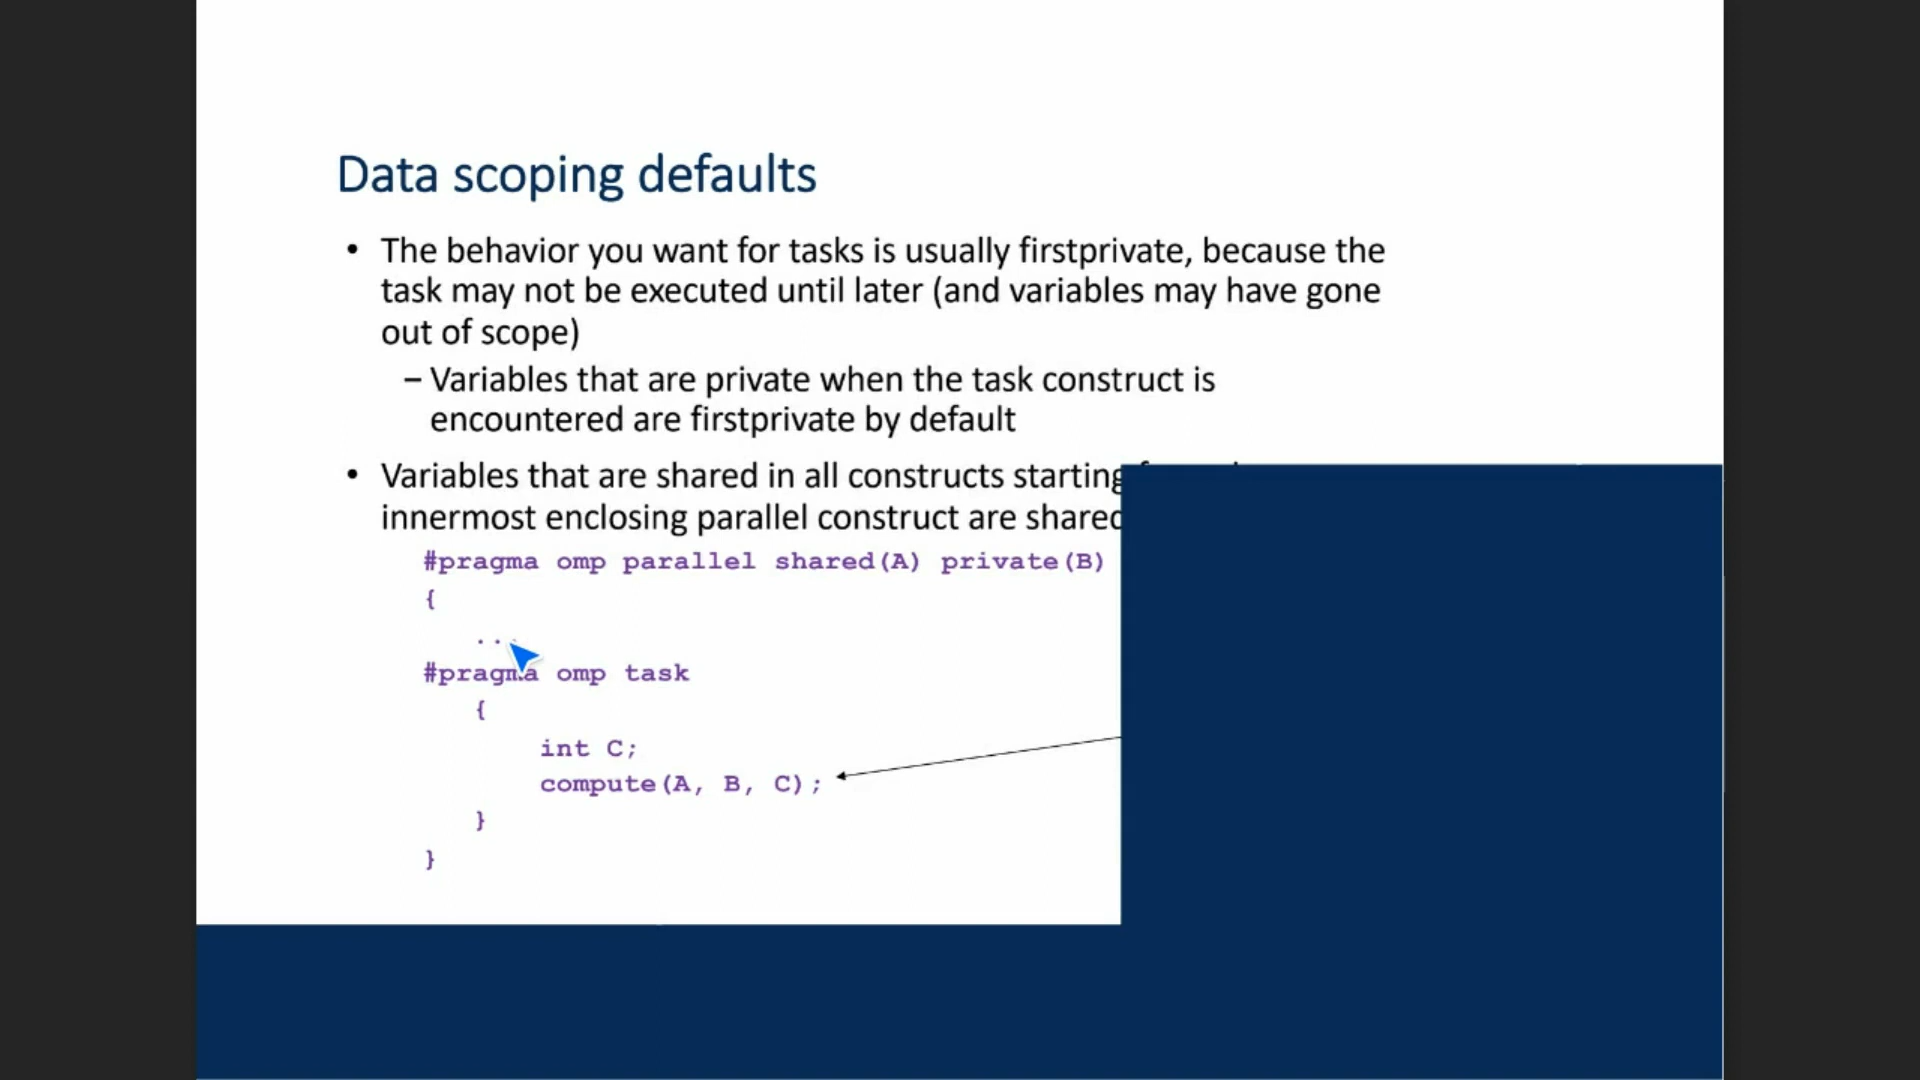 Data scoping defaults
• The behavior you want for tasks is usually firstprivate, because the
task may not be executed until later (and variables may have gone
out of scope)
– Variables that are private when the task construct is
encountered are firstprivate by default
• Variables that are shared in all constructs starting
innermost enclosing parallel construct are shared
#pragma omp parallel shared(A) private(B)
{
...
#pragma omp task
{
int C;
compute(A, B, C);
}
}